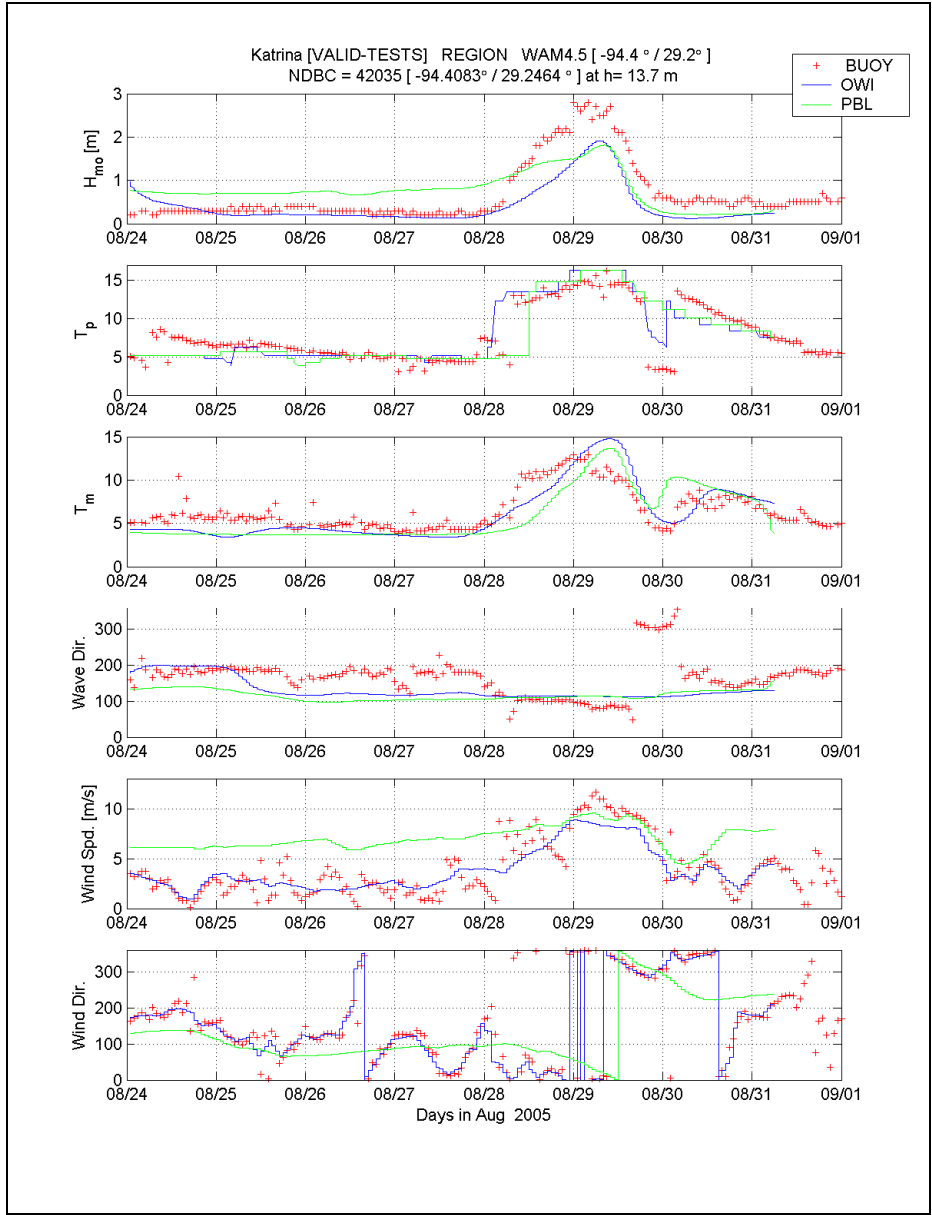 Katrina [VALID-TESTS] REGION WAM4.5 [ -94.4 ° / 29.2° ]
NDBC = 42035 [ -94.4083° / 29.2464 ° ] at h= 13.7 m
BUOY
OWI
PBL
3
2
1
0
H_mo [m]
08/24 08/25 08/26 08/27 08/28 08/29 08/30 08/31 09/01
15
10
5
0
T_p
08/24 08/25 08/26 08/27 08/28 08/29 08/30 08/31 09/01
15
10
5
0
T_m
08/24 08/25 08/26 08/27 08/28 08/29 08/30 08/31 09/01
300
200
100
0
Wave Dir.
08/24 08/25 08/26 08/27 08/28 08/29 08/30 08/31 09/01
10
5
0
Wind Spd. [m/s]
08/24 08/25 08/26 08/27 08/28 08/29 08/30 08/31 09/01
300
200
100
0
Wind Dir.
08/24 08/25 08/26 08/27 08/28 08/29 08/30 08/31 09/01
Days in Aug 2005